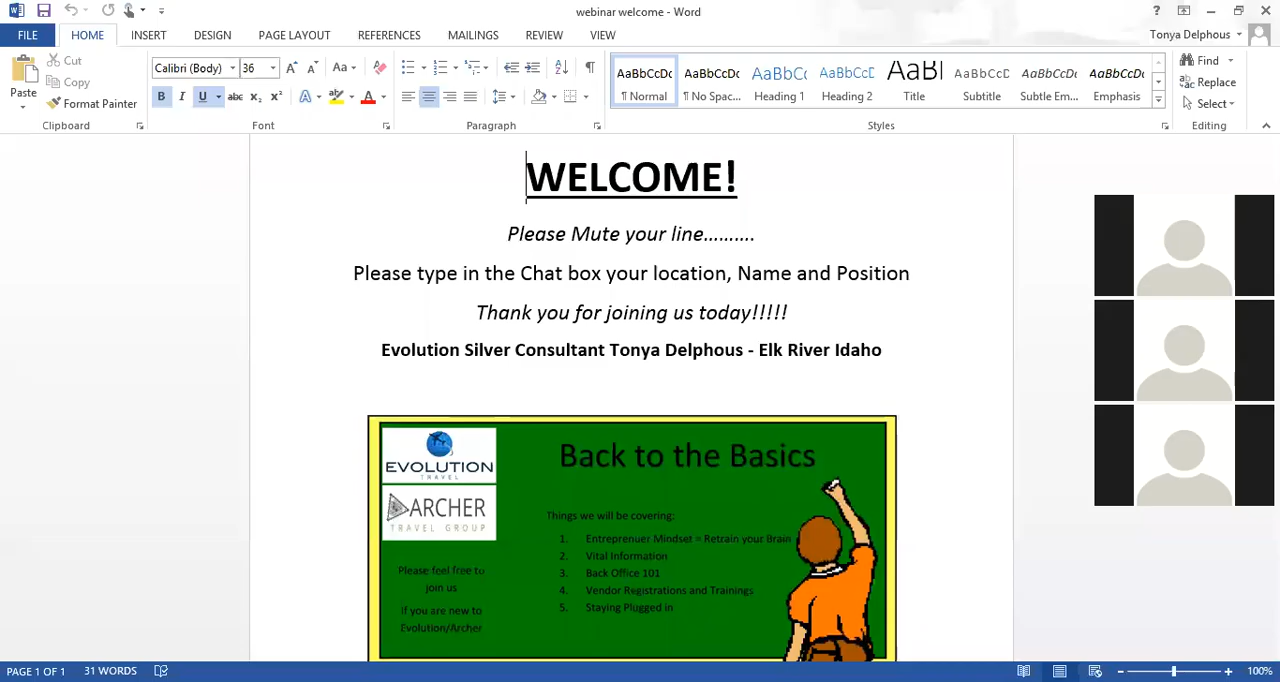 webinar welcome - Word
Tonya Delphous
FILE HOME INSERT DESIGN PAGE LAYOUT REFERENCES MAILINGS REVIEW VIEW
Paste
Cut
Copy
Format Painter
Clipboard
Calibri (Body) 36
Font
Paragraph
AaBbCcDc AaBbCcDc AaBbCc AaBbCcD AaBl AaBbCcD AaBbCcDc AaBbCcDc
¶ Normal ¶ No Spac... Heading 1 Heading 2 Title Subtitle Subtle Em... Emphasis
Styles
Find
Replace
Select
Editing
WELCOME!
Please Mute your line……….
Please type in the Chat box your location, Name and Position
Thank you for joining us today!!!!!
Evolution Silver Consultant Tonya Delphous - Elk River Idaho
EVOLUTION
TRAVEL
ARCHER
TRAVEL GROUP
Please feel free to
join us
If you are new to
Evolution/Archer
Back to the Basics
Things we will be covering:
1. Entreprenuer Mindset = Retrain your Brain
2. Vital Information
3. Back Office 101
4. Vendor Registrations and Trainings
5. Staying Plugged in
PAGE 1 OF 1 31 WORDS
100%